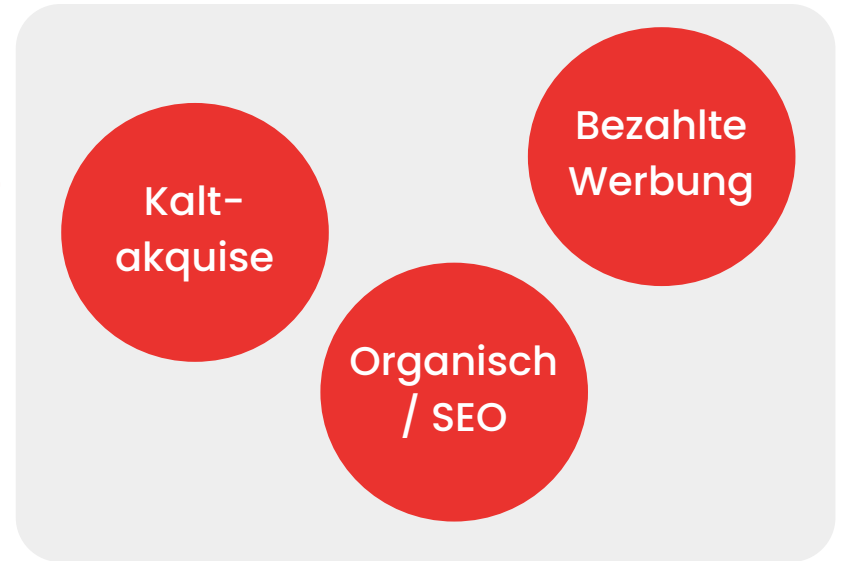 Kalt-
akquise
Bezahlte
Werbung
Organisch
/ SEO